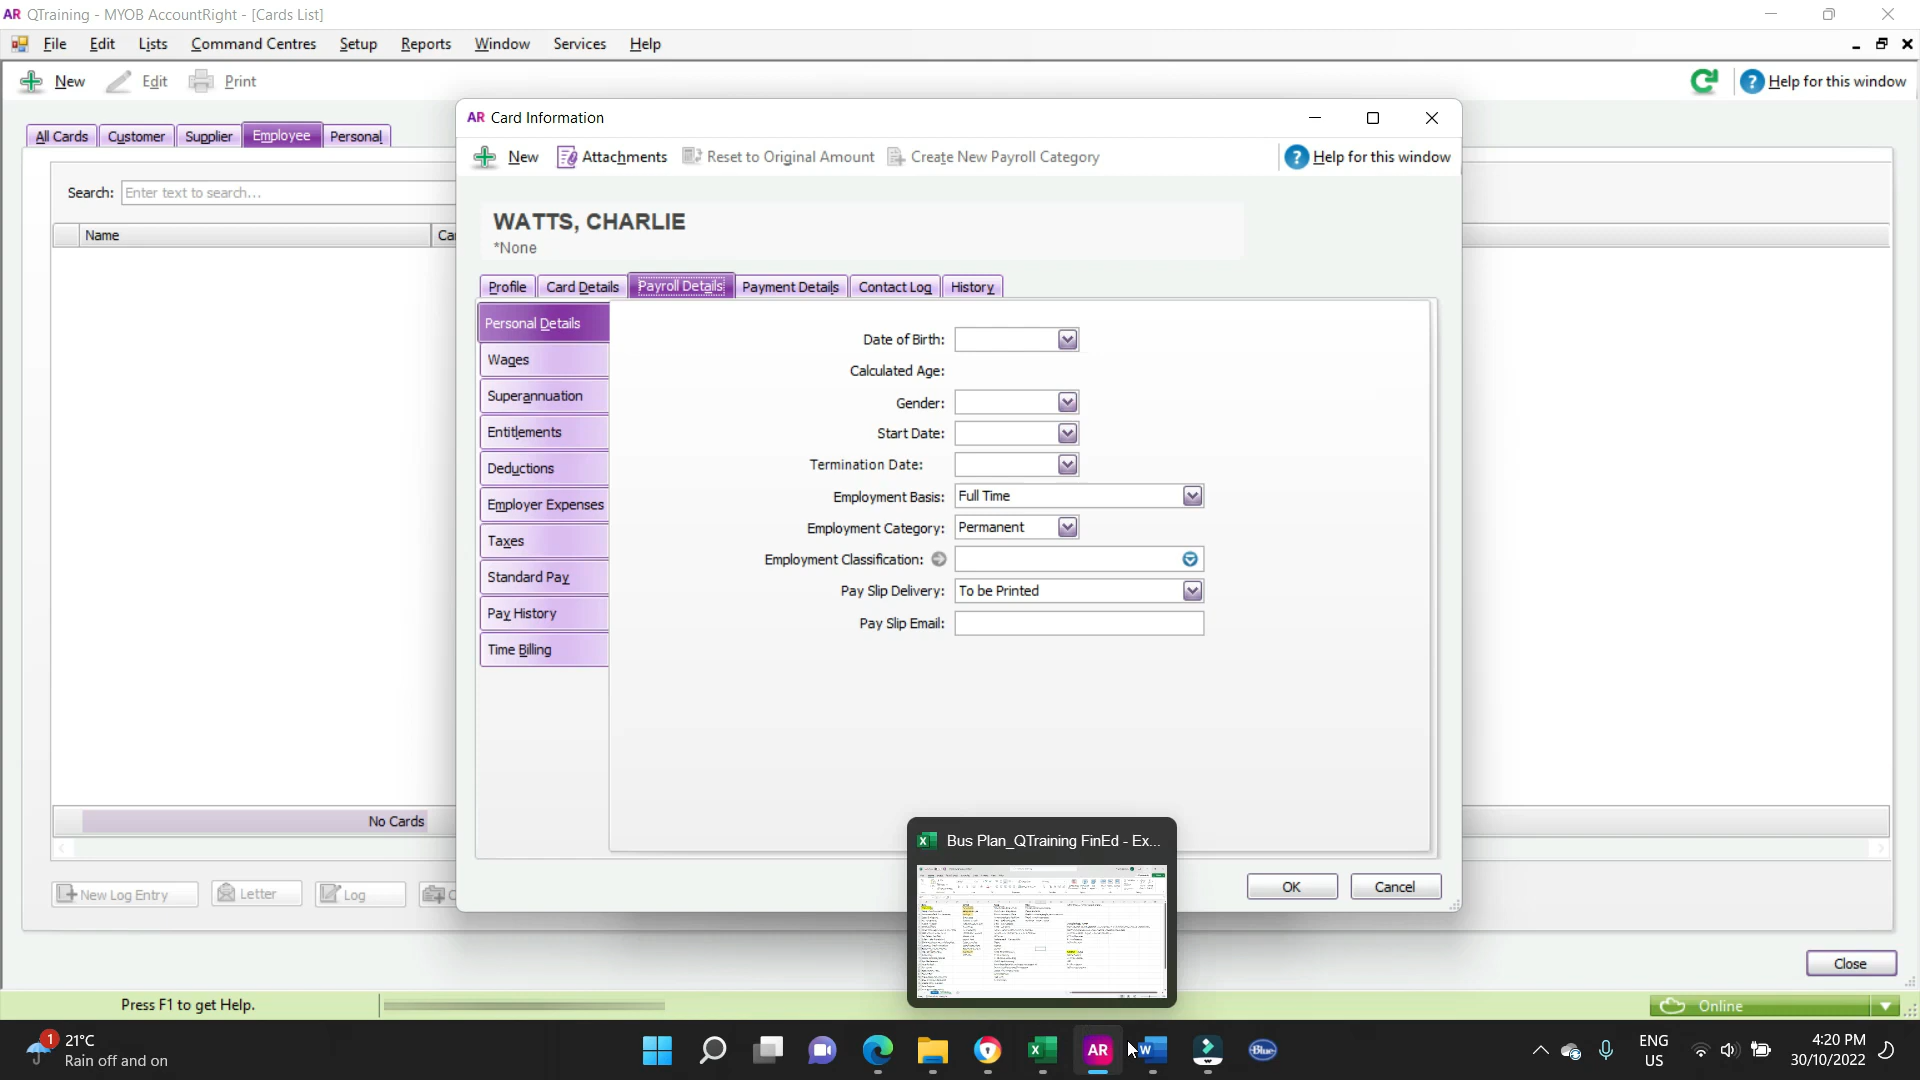 AR QTraining - MYOB AccountRight - [Cards List]
File Edit Lists Command Centres Setup Reports Window Services Help
New Edit Print
Help for this window
All Cards Customer Supplier Employee Personal
Search: Enter text to search...
Name
AR Card Information
New Attachments Reset to Original Amount Create New Payroll Category
Help for this window
WATTS, CHARLIE
*None
Profile Card Details Payroll Details Payment Details Contact Log History
Personal Details
Wages
Superannuation
Entitlements
Deductions
Employer Expenses
Taxes
Standard Pay
Pay History
Time Billing
Date of Birth:
Calculated Age:
Gender:
Start Date:
Termination Date:
Employment Basis: Full Time
Employment Category: Permanent
Employment Classification:
Pay Slip Delivery: To be Printed
Pay Slip Email:
No Cards
Bus Plan_QTraining FinEd - Ex...
New Log Entry Letter Log
OK Cancel
Close
Press F1 to get Help.
Online
1
21°C
Rain off and on
AR
W
Blue
ENG
US
4:20 PM
30/10/2022